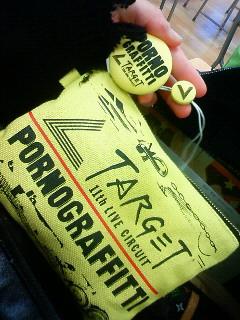 PORNO
GRAFFITTI
TARGET
<
<
TARGET
11th LIVE CIRCUIT
PORNOGRAFFITTI